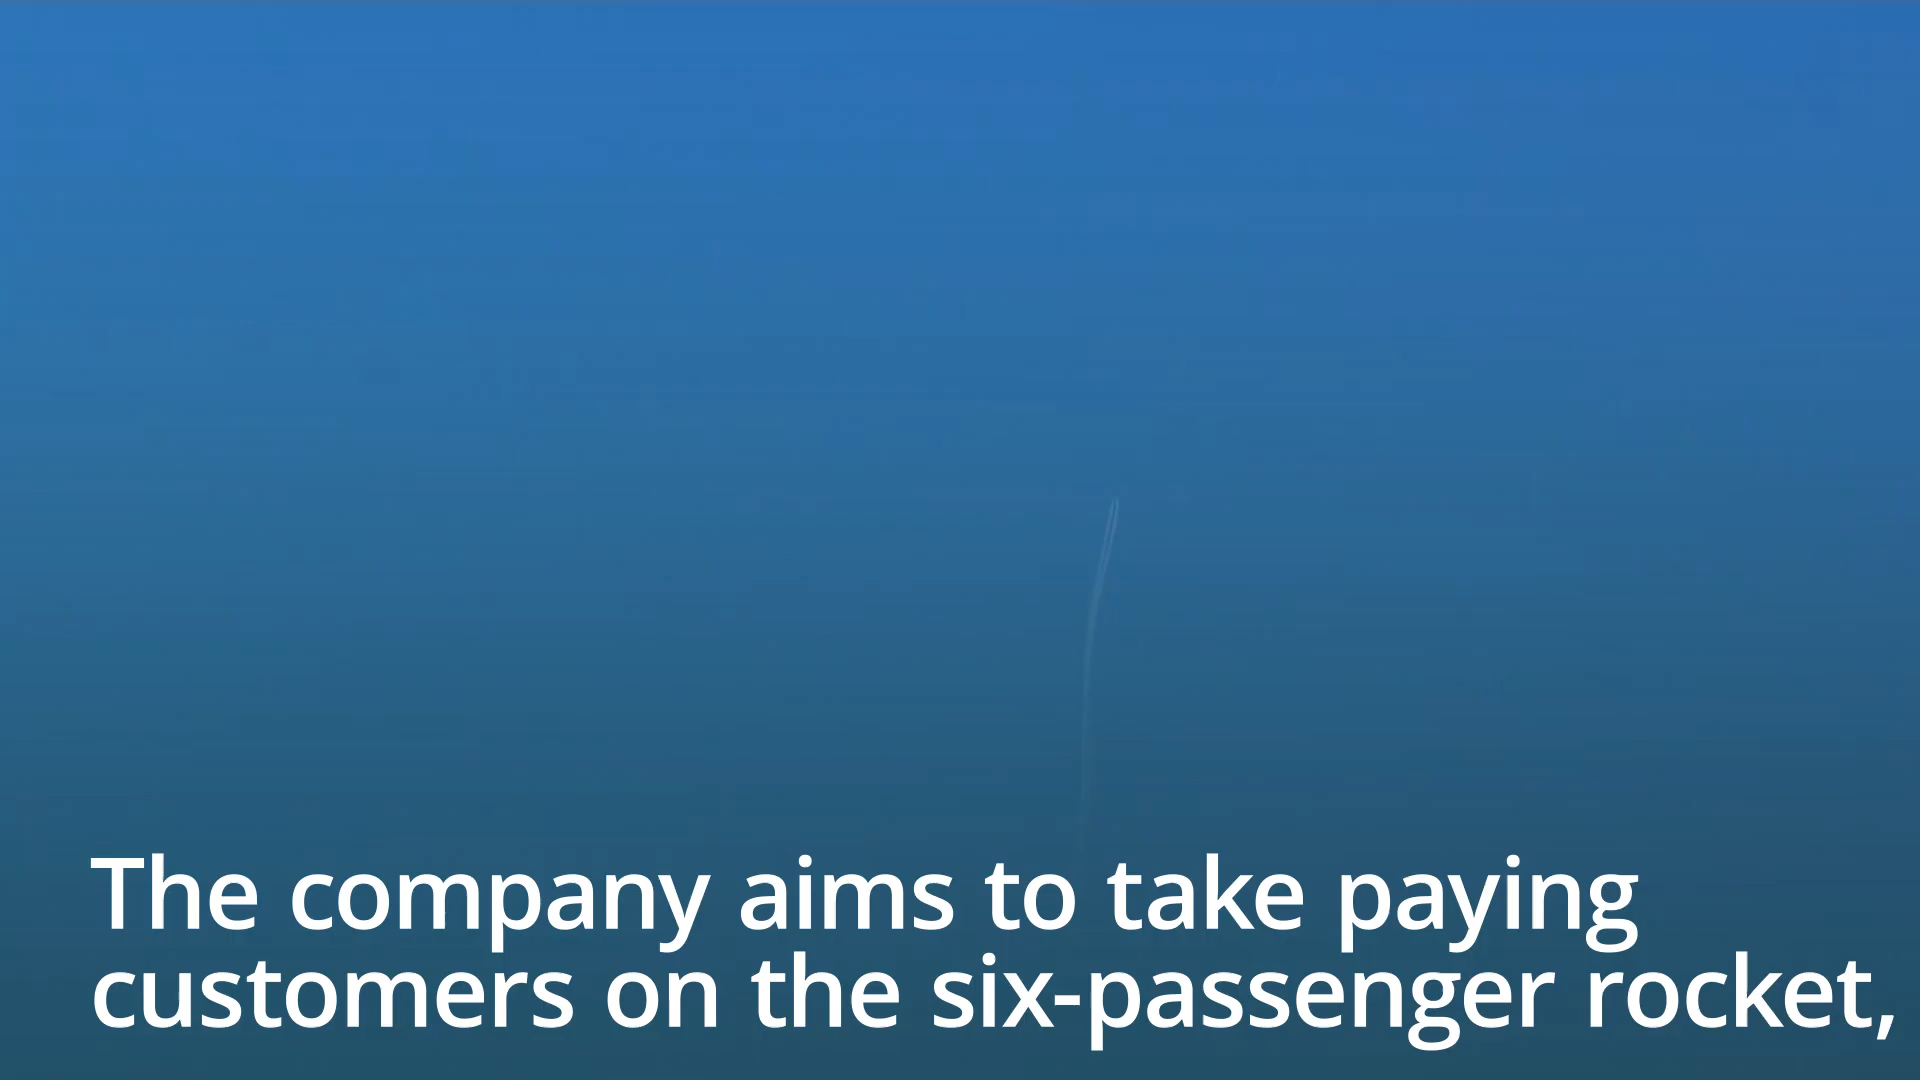 The company aims to take paying
customers on the six-passenger rocket,